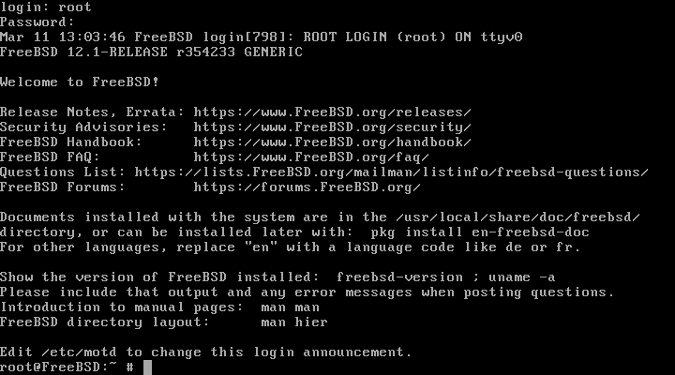 login: root
Password:
Mar 11 13:03:46 FreeBSD login[798]: ROOT LOGIN (root) ON ttyv0
FreeBSD 12.1-RELEASE r354233 GENERIC
Welcome to FreeBSD!
Release Notes, Errata: https://www.FreeBSD.org/releases/
Security Advisories:   https://www.FreeBSD.org/security/
FreeBSD Handbook:      https://www.FreeBSD.org/handbook/
FreeBSD FAQ:           https://www.FreeBSD.org/faq/
Questions List: https://lists.FreeBSD.org/mailman/listinfo/freebsd-questions/
FreeBSD Forums:        https://forums.FreeBSD.org/
Documents installed with the system are in the /usr/local/share/doc/freebsd/
directory, or can be installed later with:  pkg install en-freebsd-doc
For other languages, replace "en" with a language code like de or fr.
Show the version of FreeBSD installed:  freebsd-version ; uname -a
Please include that output and any error messages when posting questions.
Introduction to manual pages:  man man
FreeBSD directory layout:      man hier
Edit /etc/motd to change this login announcement.
root@FreeBSD:~ #